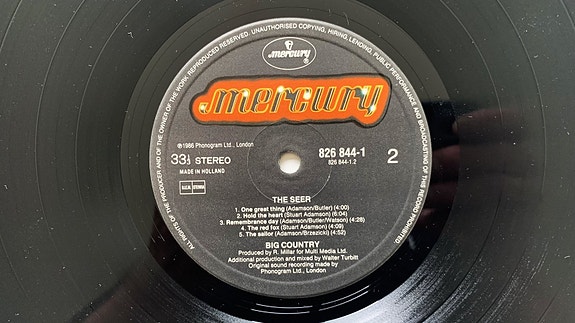 ALL RIGHTS OF THE PRODUCER AND OF THE OWNER OF THE WORK REPRODUCED RESERVED. UNAUTHORISED COPYING, HIRING, LENDING, PUBLIC PERFORMANCE AND BROADCASTING OF THIS RECORD PROHIBITED.
mercury ®
mercury
℗1986 Phonogram Ltd., London
33⅓ STEREO
MADE IN HOLLAND
826 844-1
826 844-1.2
2
STEMRA
THE SEER
1. One great thing (Adamson/Butler) (4:00)
2. Hold the heart (Stuart Adamson) (6:04)
3. Remembrance day (Adamson/Butler/Watson) (4:28)
4. The red fox (Stuart Adamson) (4:09)
5. The sailor (Adamson/Brzezicki) (4:52)
BIG COUNTRY
Produced by R. Millar for Multi Media Ltd.
Additional production and mixed by Walter Turbitt
Original sound recording made by
Phonogram Ltd., London